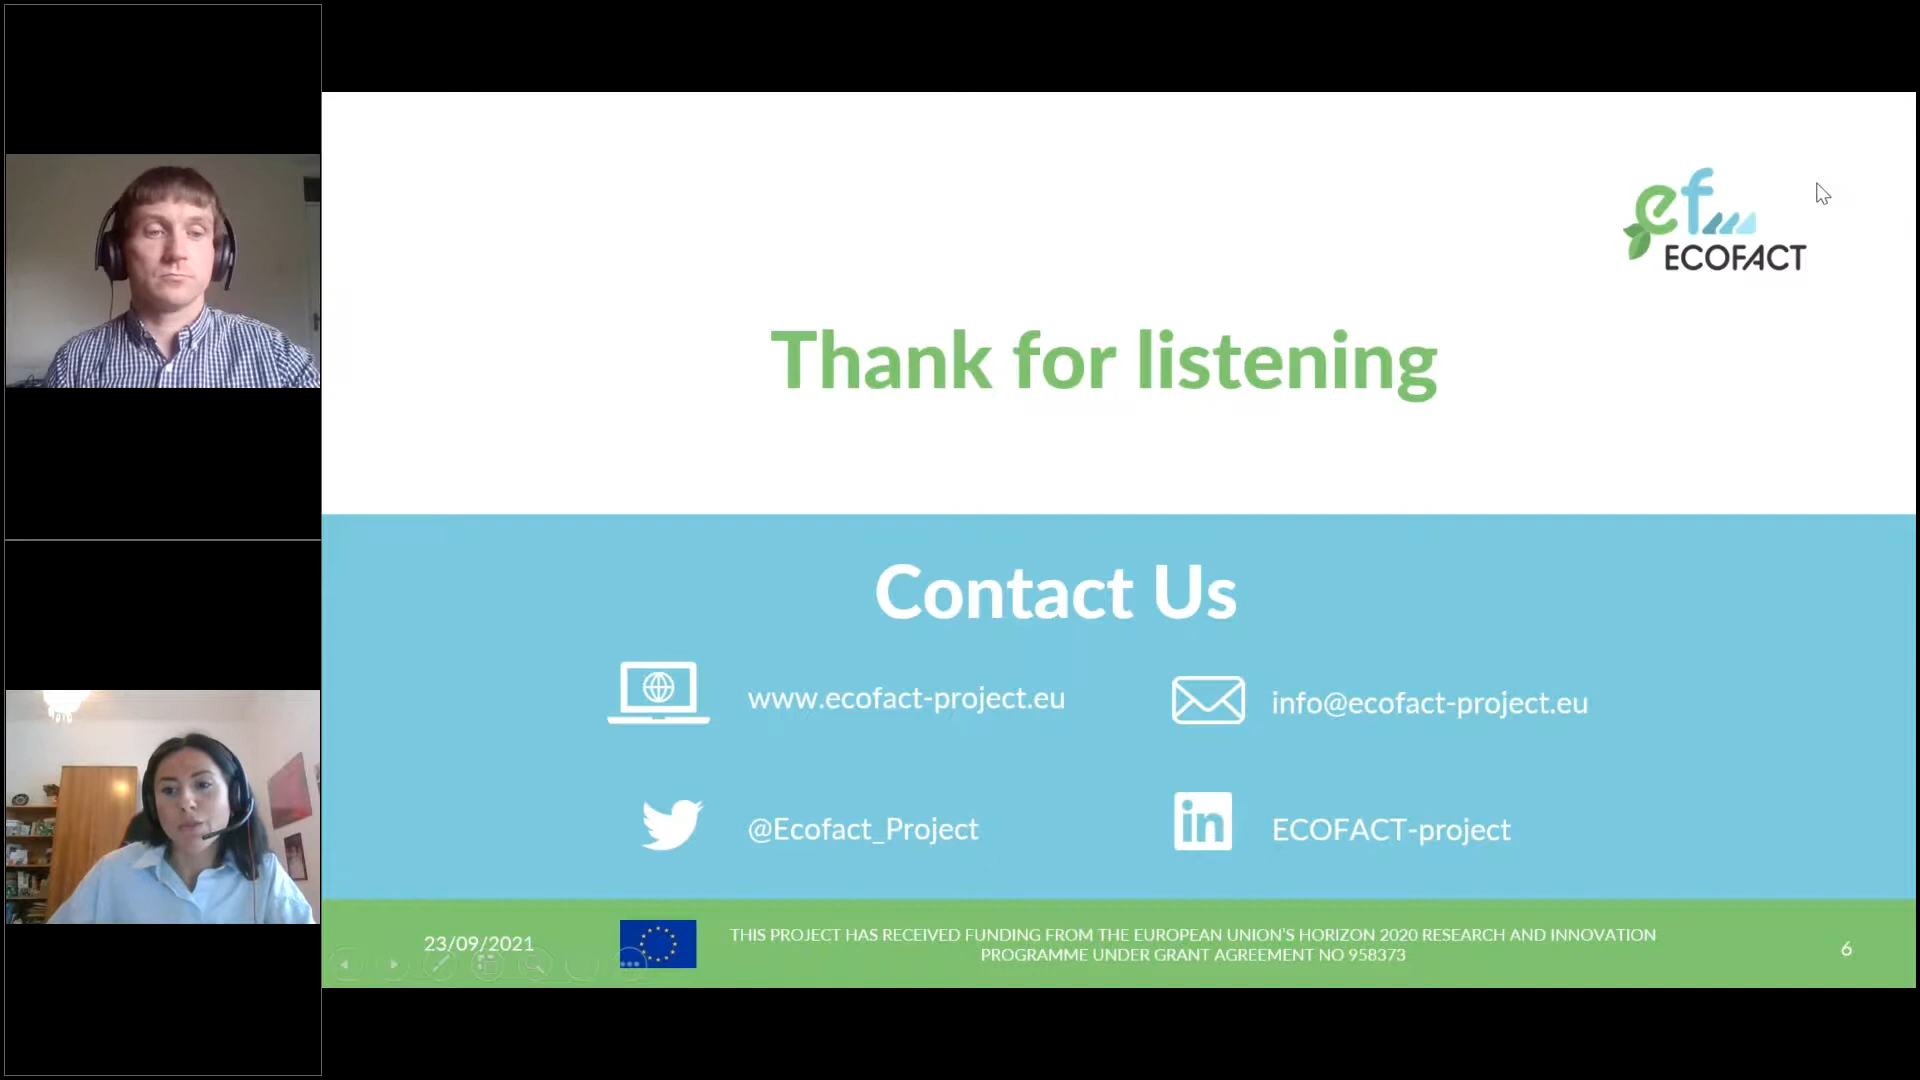 ef
ECOFACT
Thank for listening
Contact Us
www.ecofact-project.eu
info@ecofact-project.eu
@Ecofact_Project
in
ECOFACT-project
23/09/2021
THIS PROJECT HAS RECEIVED FUNDING FROM THE EUROPEAN UNION'S HORIZON 2020 RESEARCH AND INNOVATION
PROGRAMME UNDER GRANT AGREEMENT NO 958373
6